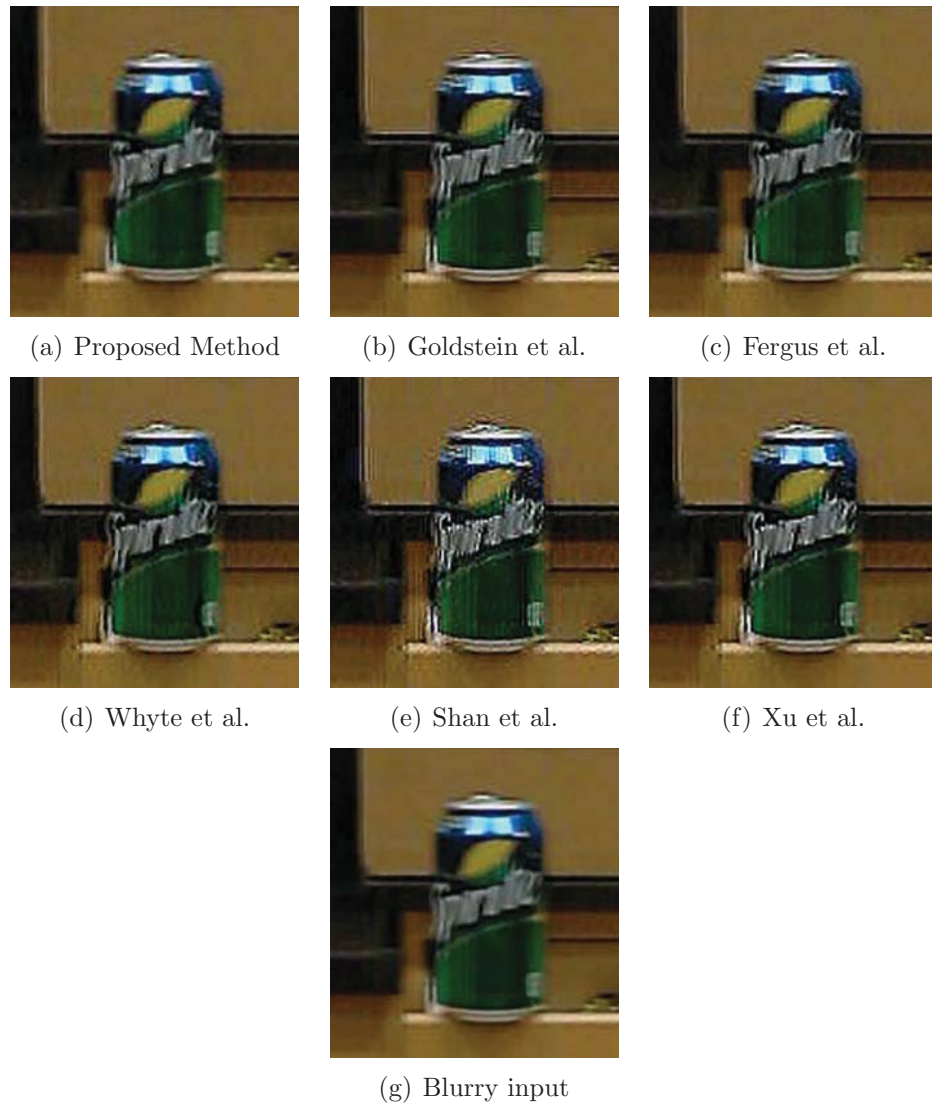 (a) Proposed Method
(b) Goldstein et al.
(c) Fergus et al.
(d) Whyte et al.
(e) Shan et al.
(f) Xu et al.
(g) Blurry input